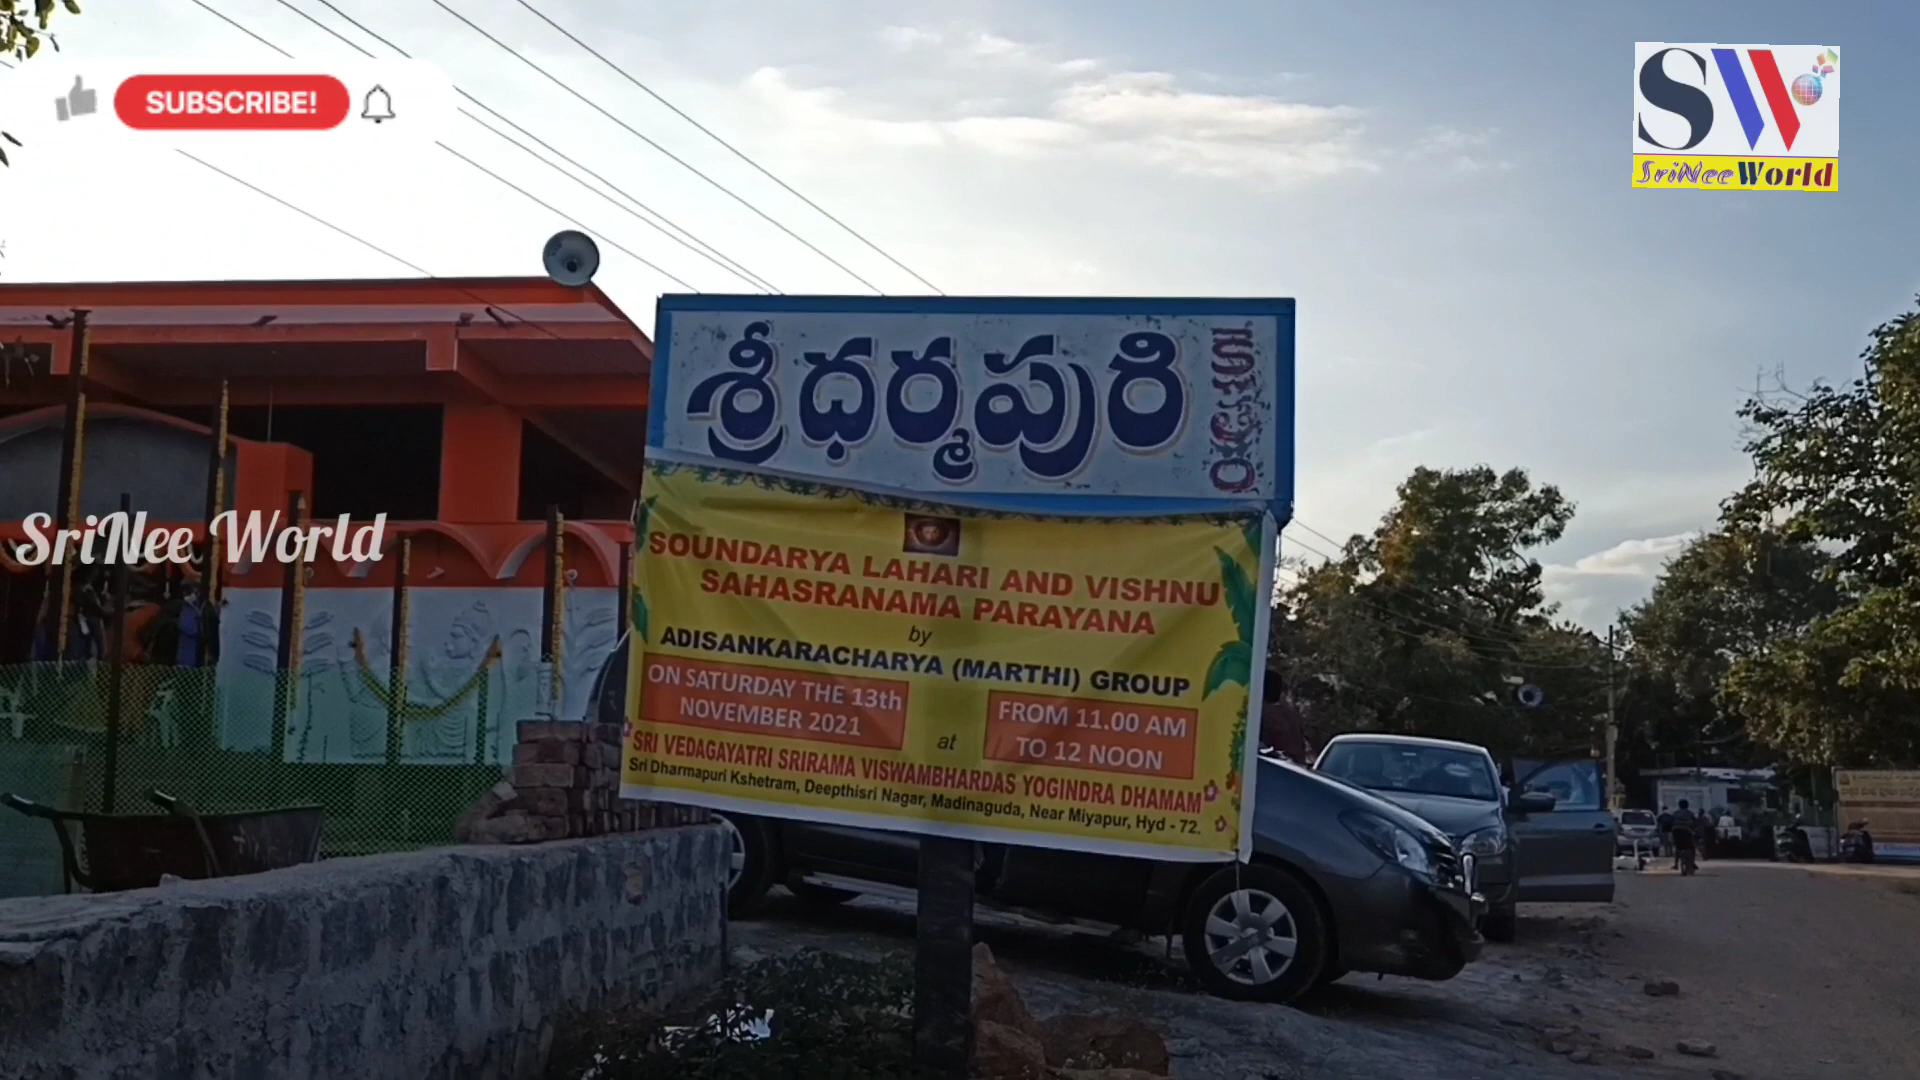 SUBSCRIBE!
SW
SriNee World
SriNee World
శ్రీ ధర్మపురి
SOUNDARYA LAHARI AND VISHNU
SAHASRANAMA PARAYANA
by
ADISANKARACHARYA (MARTHI) GROUP
ON SATURDAY THE 13th
NOVEMBER 2021
FROM 11.00 AM
TO 12 NOON
at
SRI VEDAGAYATRI SRIRAMA VISWAMBHARDAS YOGINDRA DHAMAM
Sri Dharmapuri Kshetram, Deepthisri Nagar, Madinaguda, Near Miyapur, Hyd - 72.